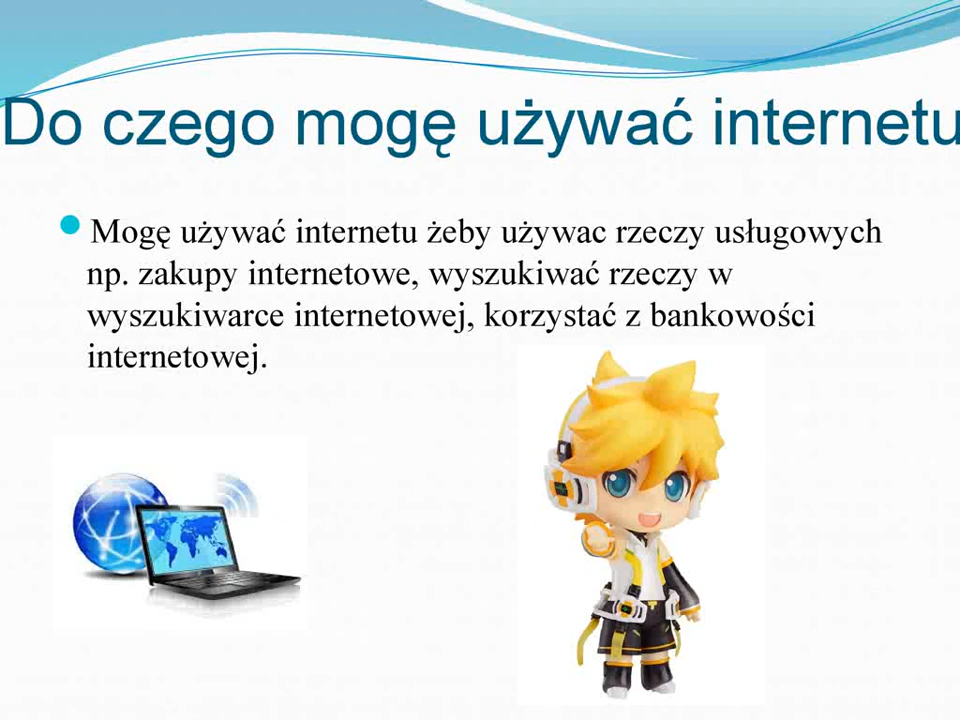 Do czego mogę używać internetu
Mogę używać internetu żeby używac rzeczy usługowych
np. zakupy internetowe, wyszukiwać rzeczy w
wyszukiwarce internetowej, korzystać z bankowości
internetowej.